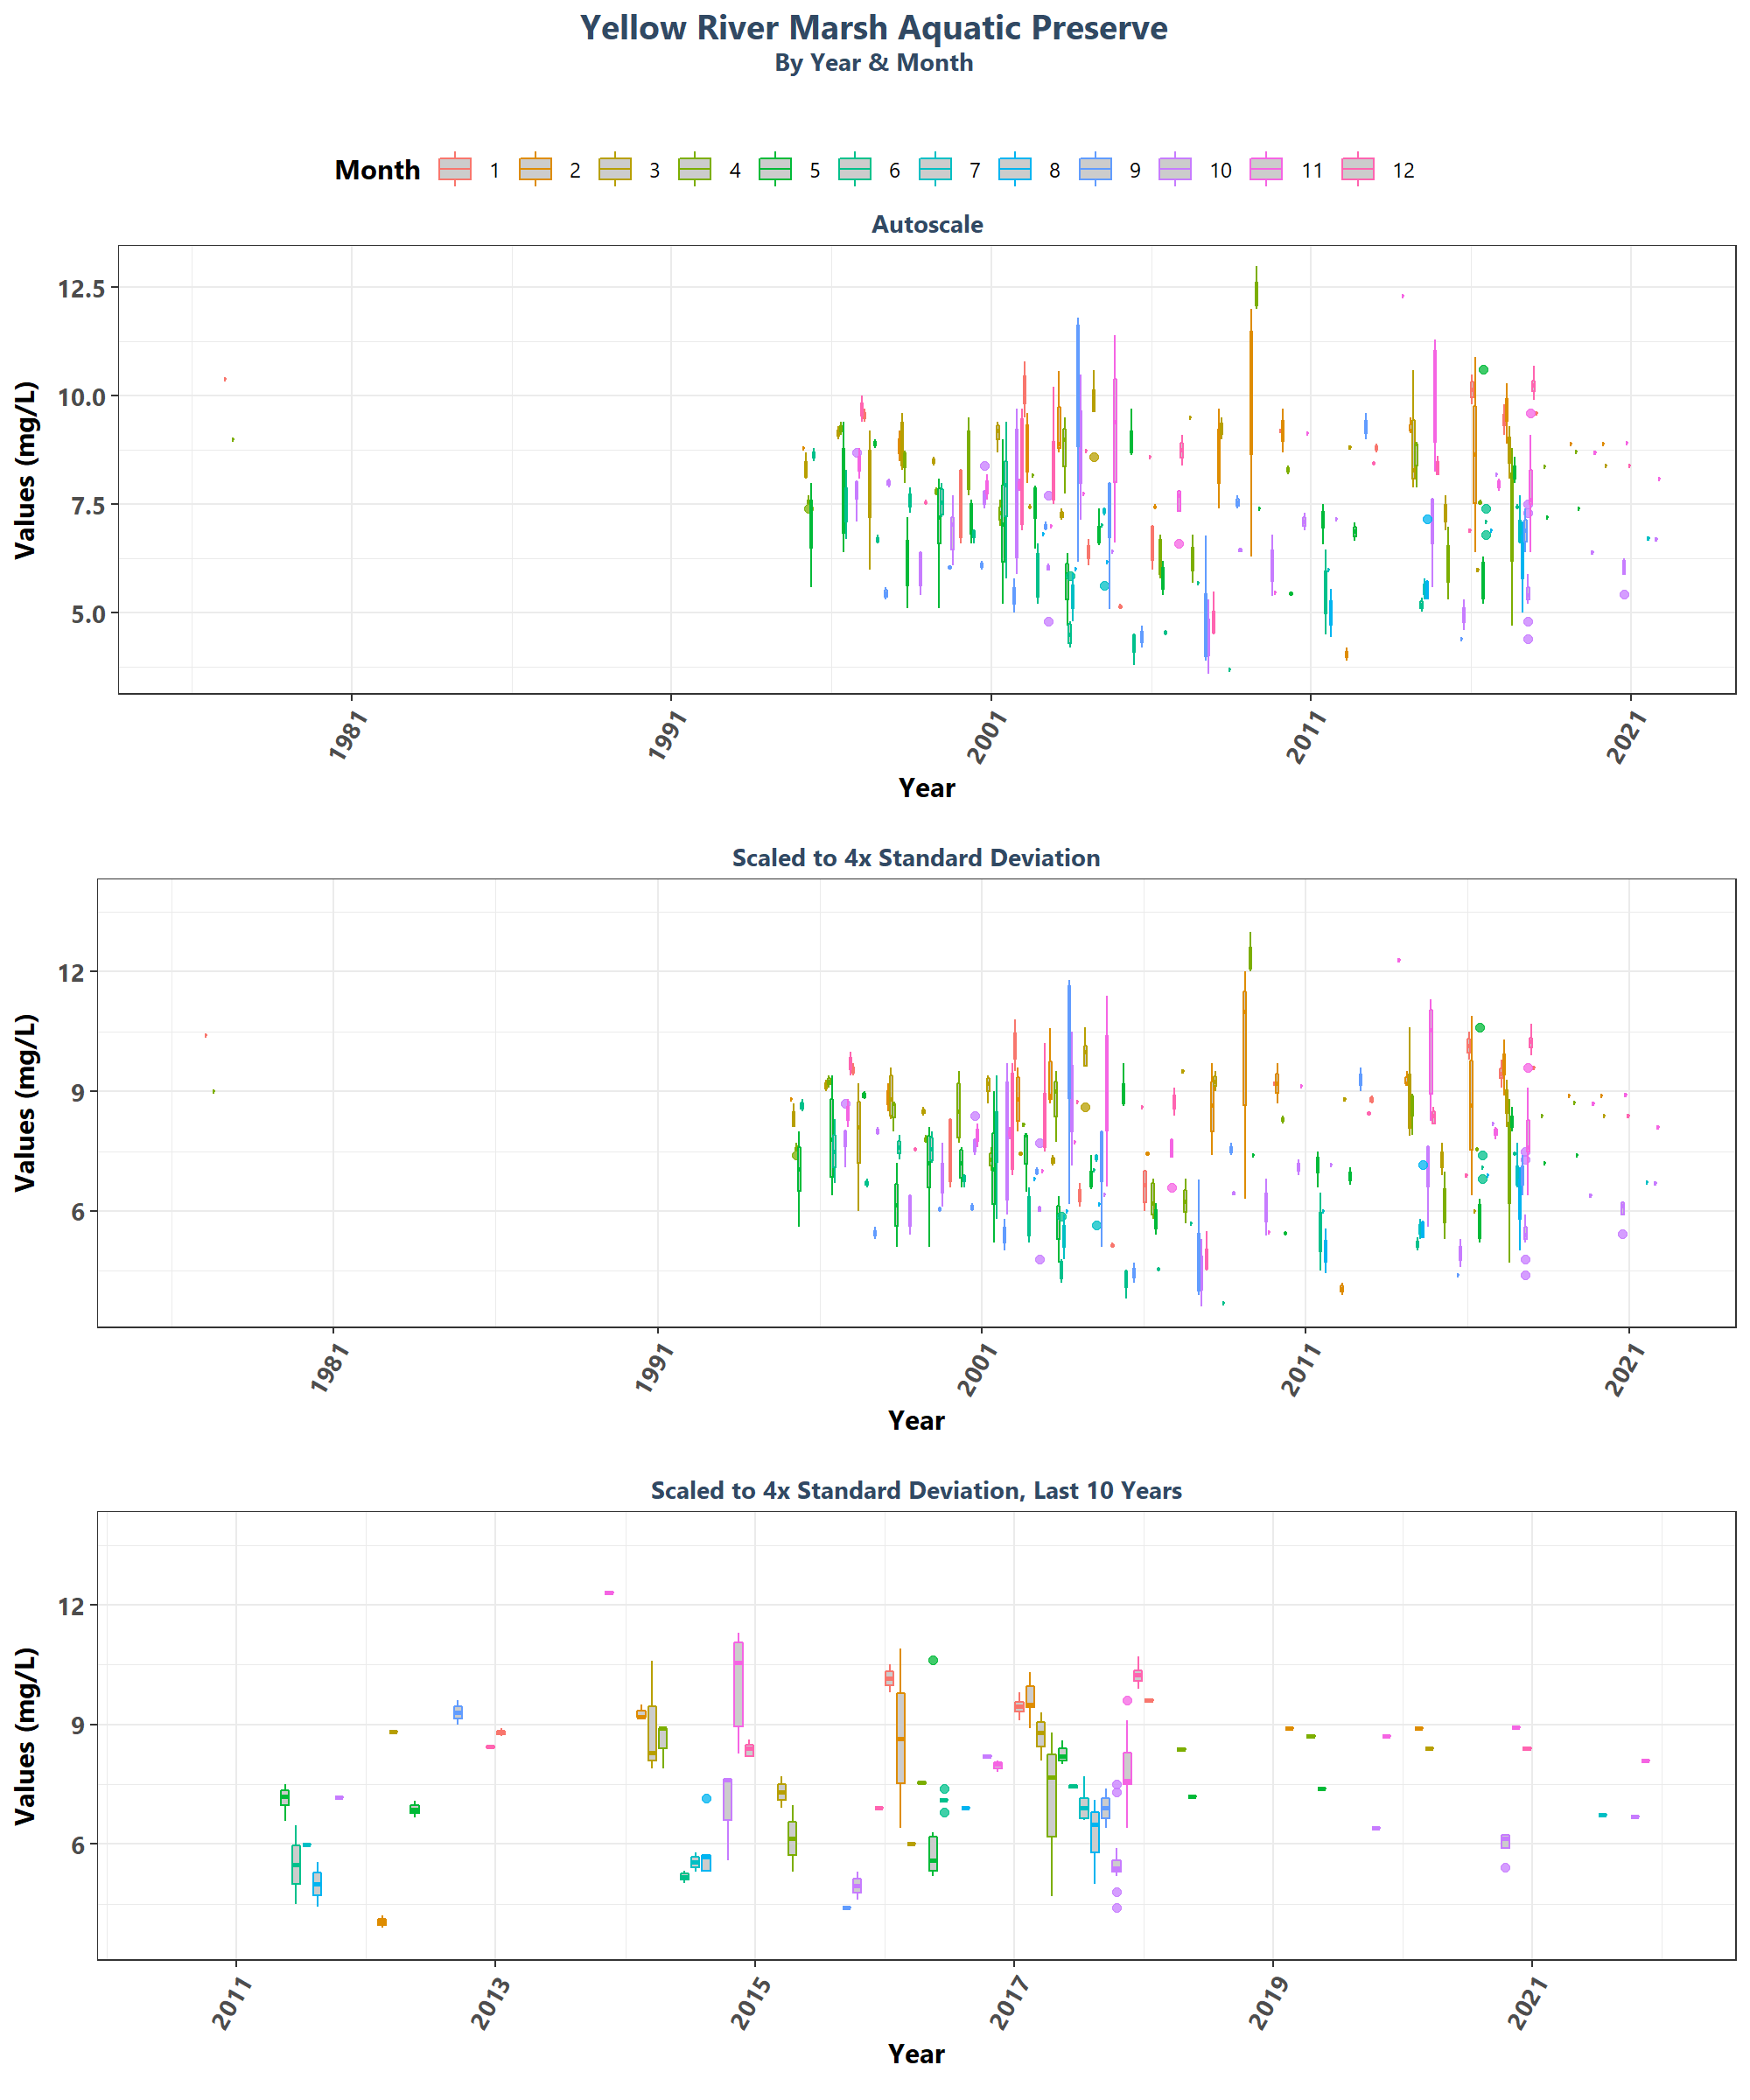 Yellow River Marsh Aquatic Preserve
By Year & Month
Month 1 2 3 4 5 6 7 8 9 10 11 12
Autoscale
Values (mg/L)
12.5
10.0
7.5
5.0
1981 1991 2001 2011 2021
Year
Scaled to 4x Standard Deviation
Values (mg/L)
12
9
6
1981 1991 2001 2011 2021
Year
Scaled to 4x Standard Deviation, Last 10 Years
Values (mg/L)
12
9
6
2011 2013 2015 2017 2019 2021
Year